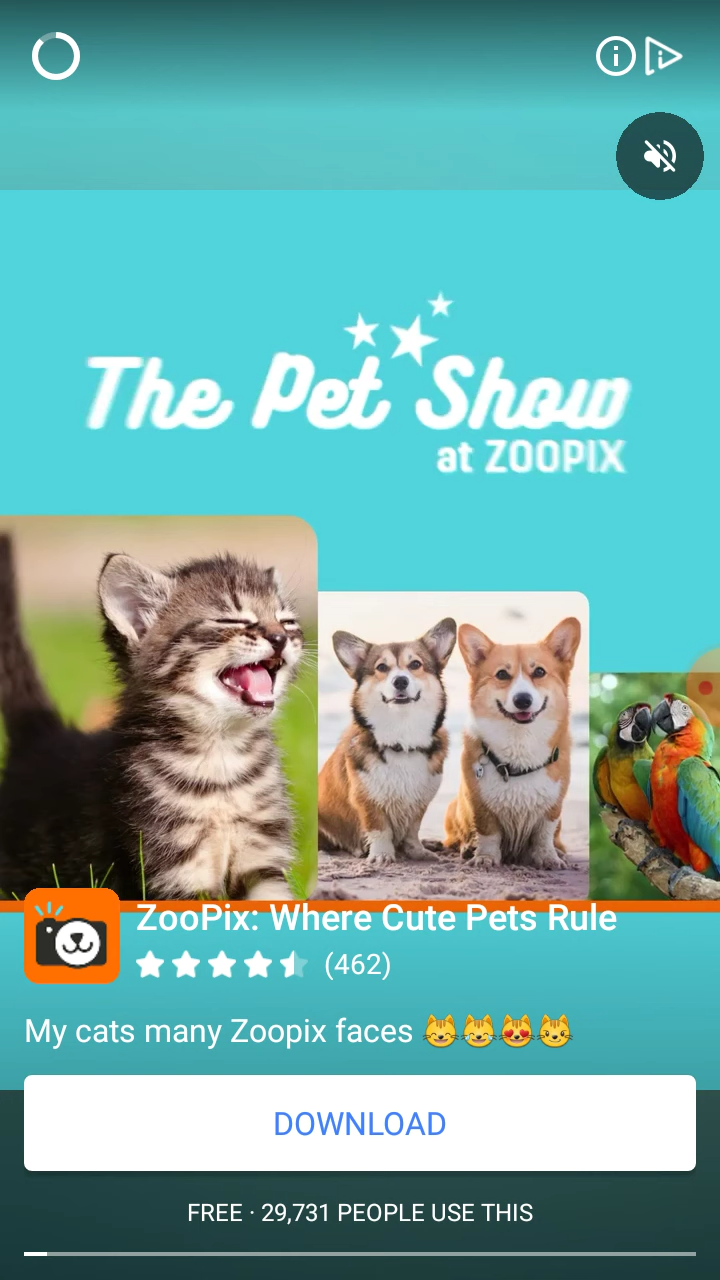 The Pet Show
at ZOOPIX
ZooPix: Where Cute Pets Rule
(462)
My cats many Zoopix faces 😸😹😻😼
DOWNLOAD
FREE · 29,731 PEOPLE USE THIS